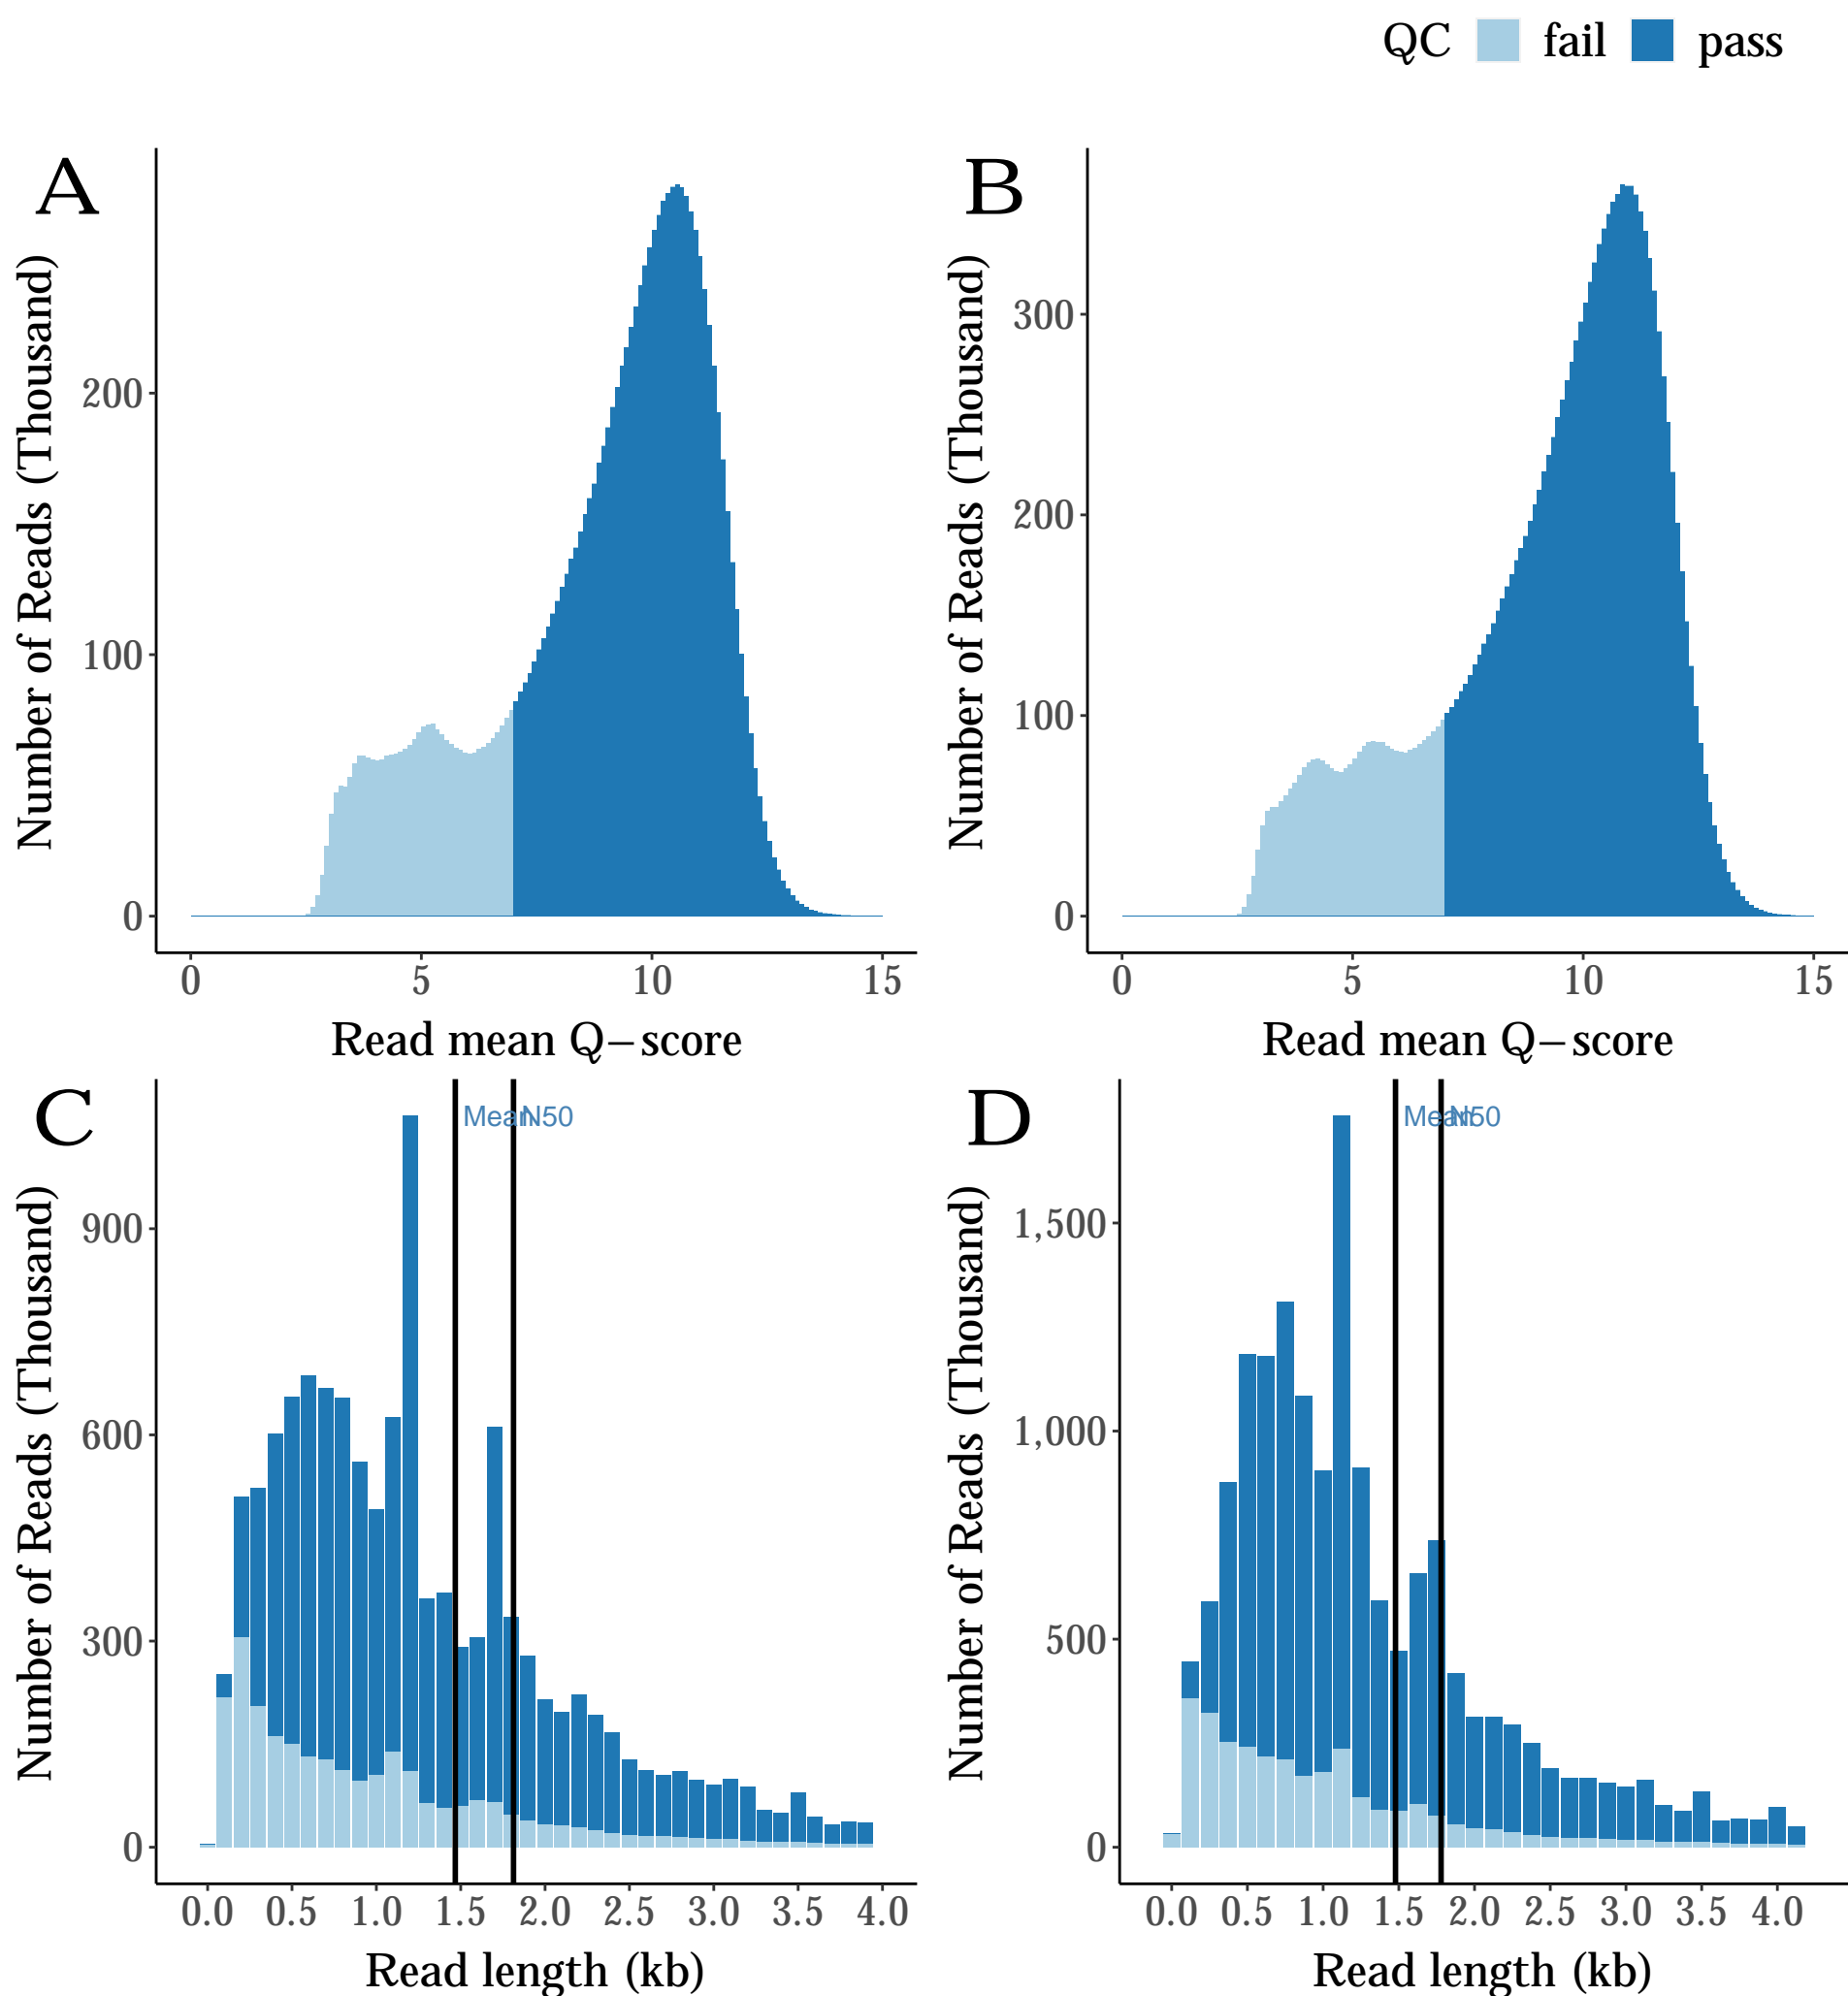 QC fail pass
A
Number of Reads (Thousand)
200
100
0
0 5 10 15
Read mean Q−score
B
Number of Reads (Thousand)
300
200
100
0
0 5 10 15
Read mean Q−score
C
Mean
N50
Number of Reads (Thousand)
900
600
300
0
0.0 0.5 1.0 1.5 2.0 2.5 3.0 3.5 4.0
Read length (kb)
D
Mean
N50
Number of Reads (Thousand)
1,500
1,000
500
0
0.0 0.5 1.0 1.5 2.0 2.5 3.0 3.5 4.0
Read length (kb)